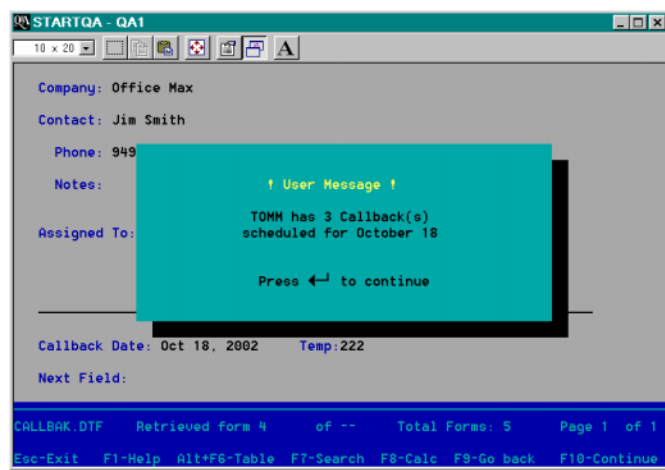 STARTQA - QA1
10 x 20
A
Company: Office Max
Contact: Jim Smith
Phone: 949
Notes:
! User Message !
TOMM has 3 Callback(s)
Assigned To:
scheduled for October 18
Press ↵ to continue
Callback Date: Oct 18, 2002 Temp:222
Next Field:
CALLBAK.DTF Retrieved form 4 of -- Total Forms: 5 Page 1 of 1
Esc-Exit F1-Help Alt+F6-Table F7-Search F8-Calc F9-Go back F10-Continue